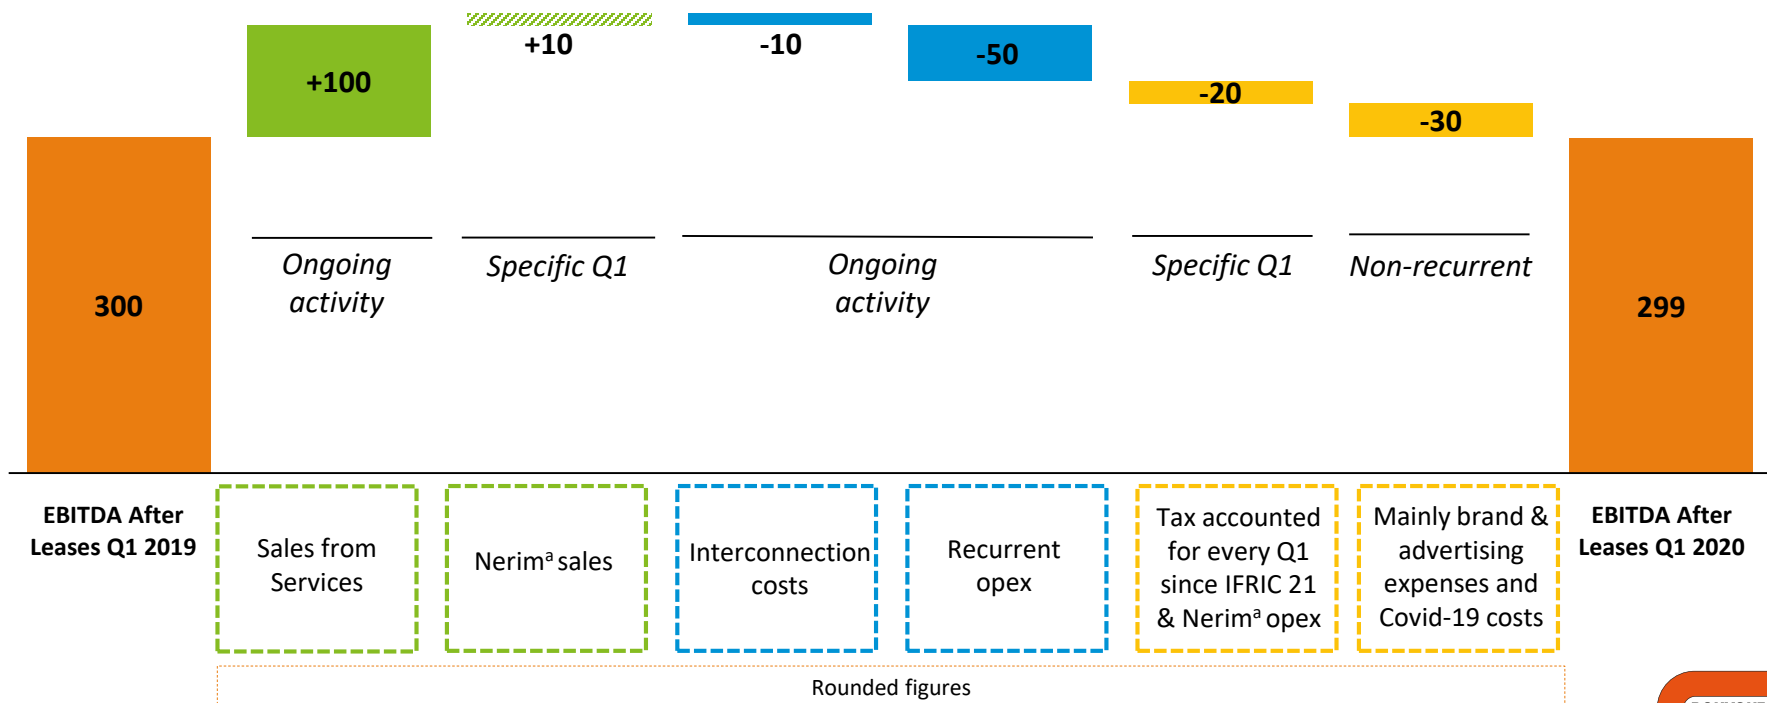 +100
+10
-10
-50
-20
-30
300
299
Ongoing
activity
Specific Q1
Ongoing
activity
Specific Q1
Non-recurrent
EBITDA After
Leases Q1 2019
Sales from
Services
Nerimᵃ sales
Interconnection
costs
Recurrent
opex
Tax accounted
for every Q1
since IFRIC 21
& Nerimᵃ opex
Mainly brand &
advertising
expenses and
Covid-19 costs
EBITDA After
Leases Q1 2020
Rounded figures